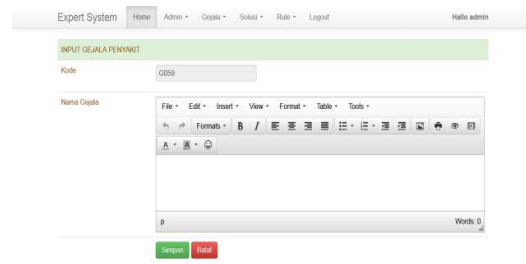 Expert System Home Admin Gejala Solusi Rule Logout Hallo admin
INPUT GEJALA PENYAKIT
Kode
G059
Nama Gejala
File Edit Insert View Format Table Tools
Formats B I
A A
p Words: 0
Simpan Batal